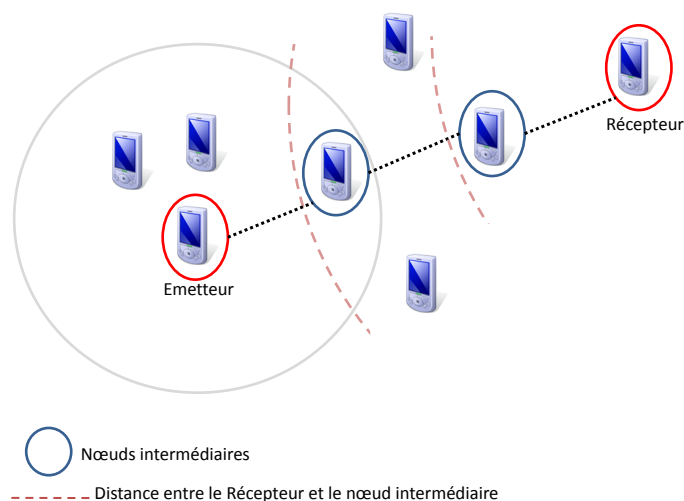 Récepteur
Emetteur
Nœuds intermédiaires
Distance entre le Récepteur et le nœud intermédiaire